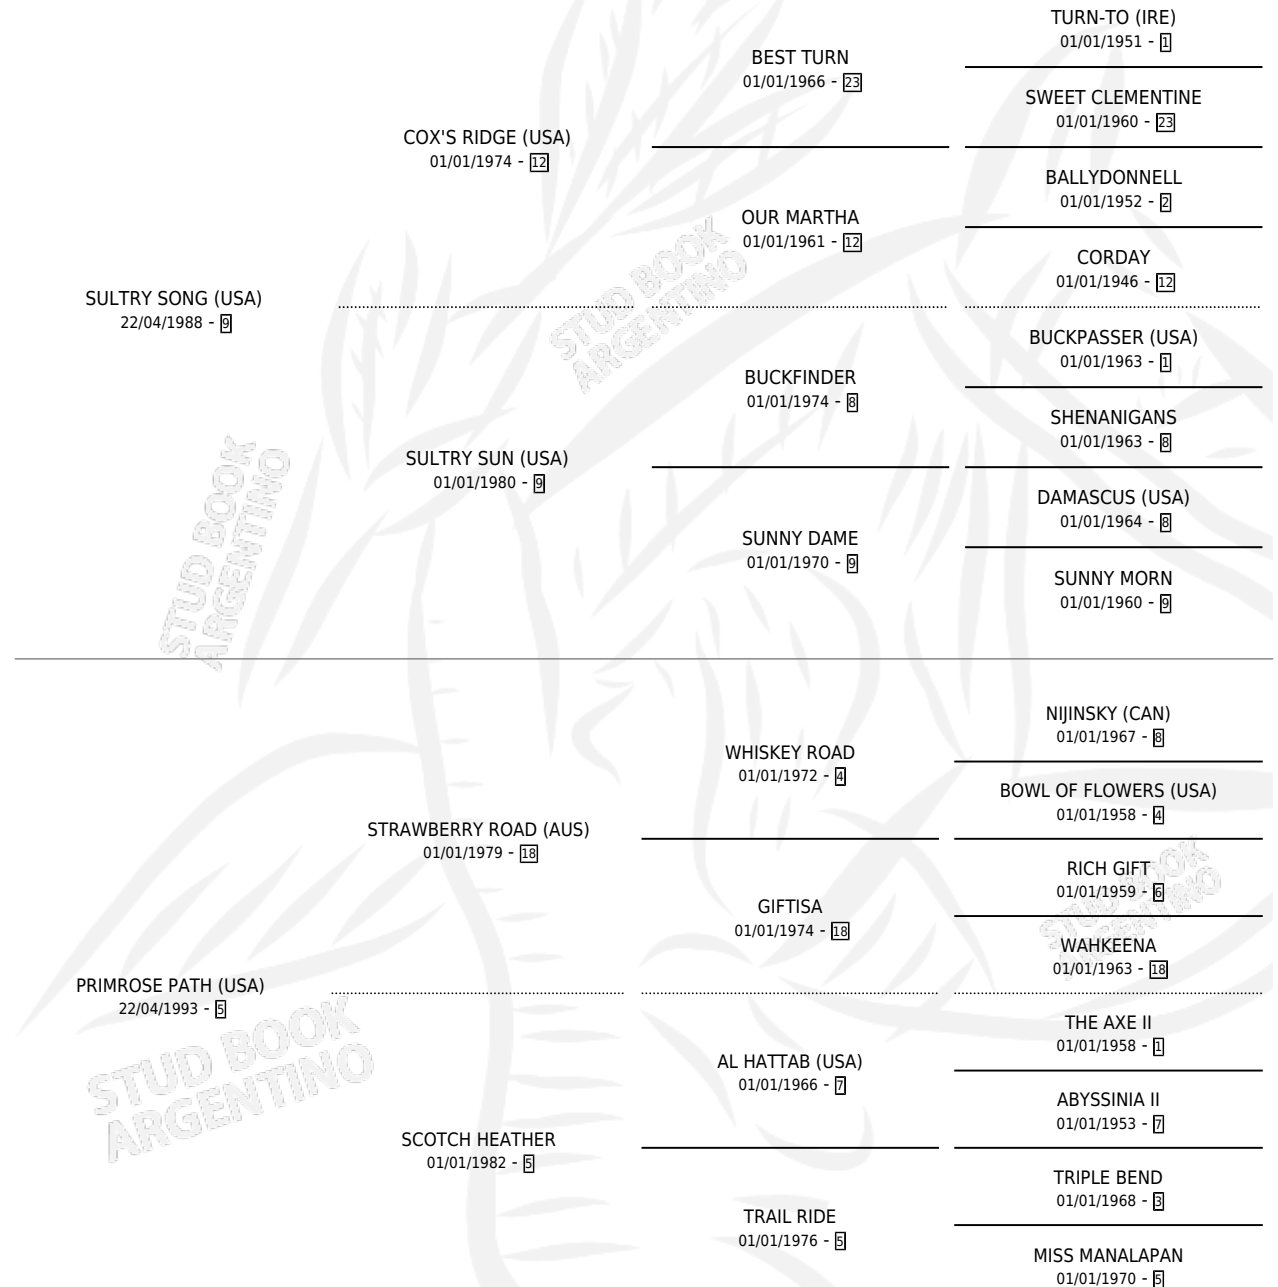 TURN-TO (IRE)
01/01/1951 - 1
BEST TURN
01/01/1966 - 23
SWEET CLEMENTINE
01/01/1960 - 23
COX'S RIDGE (USA)
01/01/1974 - 12
BALLYDONNELL
01/01/1952 - 2
OUR MARTHA
01/01/1961 - 12
CORDAY
01/01/1946 - 12
SULTRY SONG (USA)
22/04/1988 - 9
BUCKPASSER (USA)
01/01/1963 - 1
BUCKFINDER
01/01/1974 - 8
SHENANIGANS
01/01/1963 - 8
SULTRY SUN (USA)
01/01/1980 - 9
DAMASCUS (USA)
01/01/1964 - 8
SUNNY DAME
01/01/1970 - 9
SUNNY MORN
01/01/1960 - 9
NIJINSKY (CAN)
01/01/1967 - 8
WHISKEY ROAD
01/01/1972 - 4
BOWL OF FLOWERS (USA)
01/01/1958 - 4
STRAWBERRY ROAD (AUS)
01/01/1979 - 18
RICH GIFT
01/01/1959 - 6
GIFTISA
01/01/1974 - 18
WAHKEENA
01/01/1963 - 18
PRIMROSE PATH (USA)
22/04/1993 - 5
THE AXE II
01/01/1958 - 1
AL HATTAB (USA)
01/01/1966 - 7
ABYSSINIA II
01/01/1953 - 7
SCOTCH HEATHER
01/01/1982 - 5
TRIPLE BEND
01/01/1968 - 3
TRAIL RIDE
01/01/1976 - 5
MISS MANALAPAN
01/01/1970 - 5
STUD BOOK
ARGENTINO
STUD BOOK
ARGENTINO
STUD BOOK
ARGENTINO
STUD BOOK
ARGENTINO